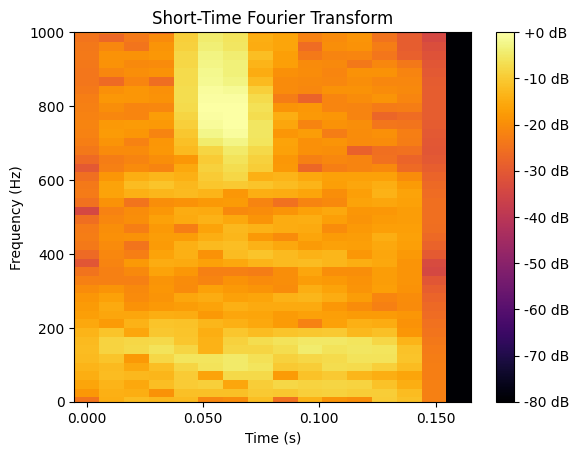 Short-Time Fourier Transform
1000
800
600
400
200
0
Frequency (Hz)
0.000
0.050
0.100
0.150
Time (s)
+0 dB
-10 dB
-20 dB
-30 dB
-40 dB
-50 dB
-60 dB
-70 dB
-80 dB